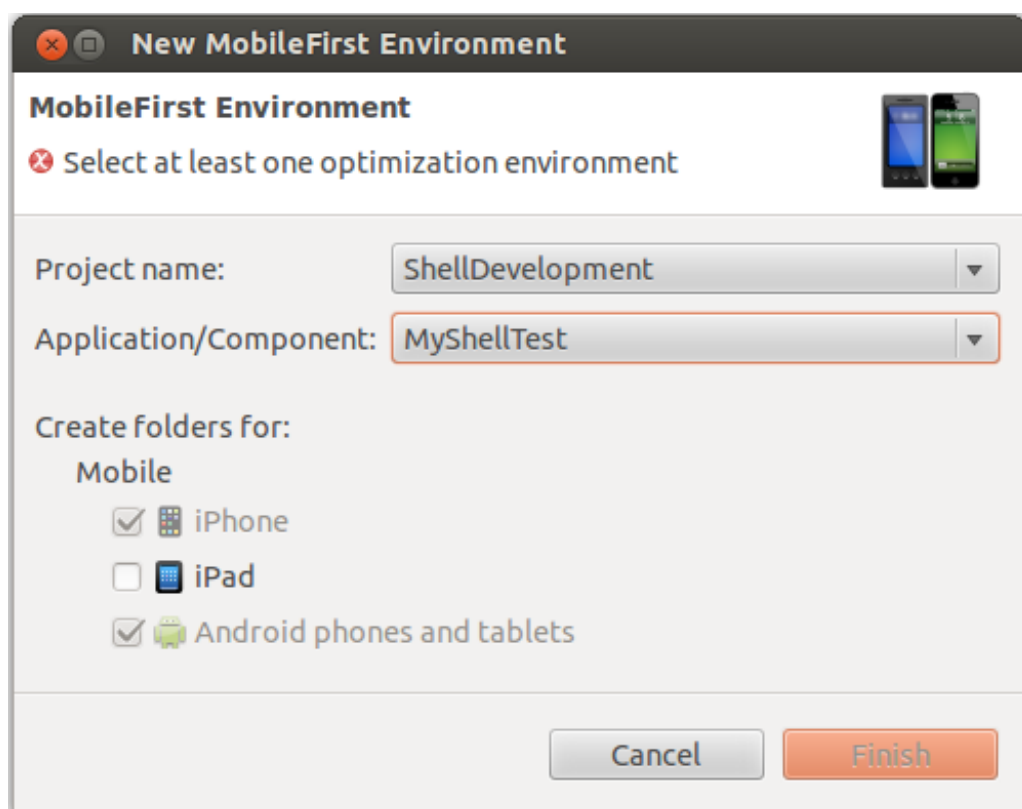 New MobileFirst Environment
MobileFirst Environment
Select at least one optimization environment
Project name: ShellDevelopment
Application/Component: MyShellTest
Create folders for:
Mobile
iPhone
iPad
Android phones and tablets
Cancel Finish